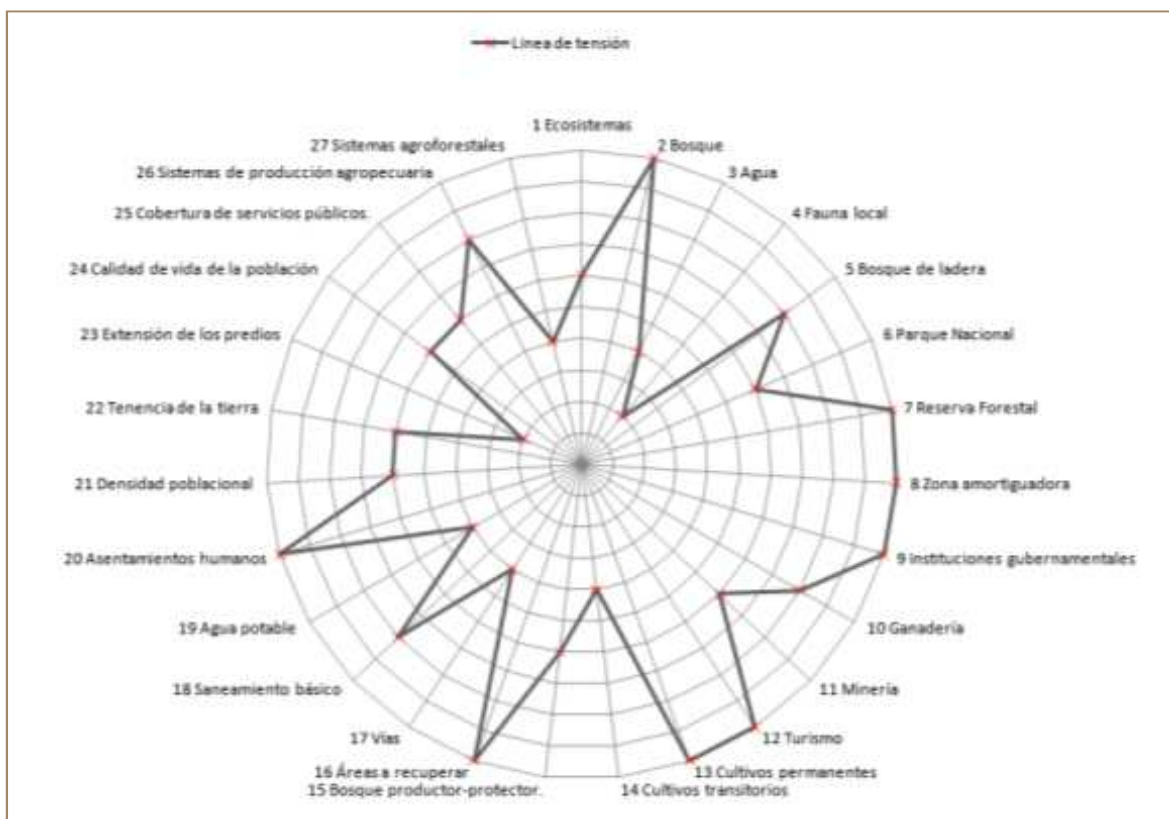 Línea de tensión
1 Ecosistemas
2 Bosque
3 Agua
4 Fauna local
5 Bosque de ladera
6 Parque Nacional
7 Reserva Forestal
8 Zona amortiguadora
9 Instituciones gubernamentales
10 Ganadería
11 Minería
12 Turismo
13 Cultivos permanentes
14 Cultivos transitorios
15 Bosque productor-protector.
16 Áreas a recuperar
17 Vías
18 Saneamiento básico
19 Agua potable
20 Asentamientos humanos
21 Densidad poblacional
22 Tenencia de la tierra
23 Extensión de los predios
24 Calidad de vida de la población
25 Cobertura de servicios públicos.
26 Sistemas de producción agropecuaria
27 Sistemas agroforestales